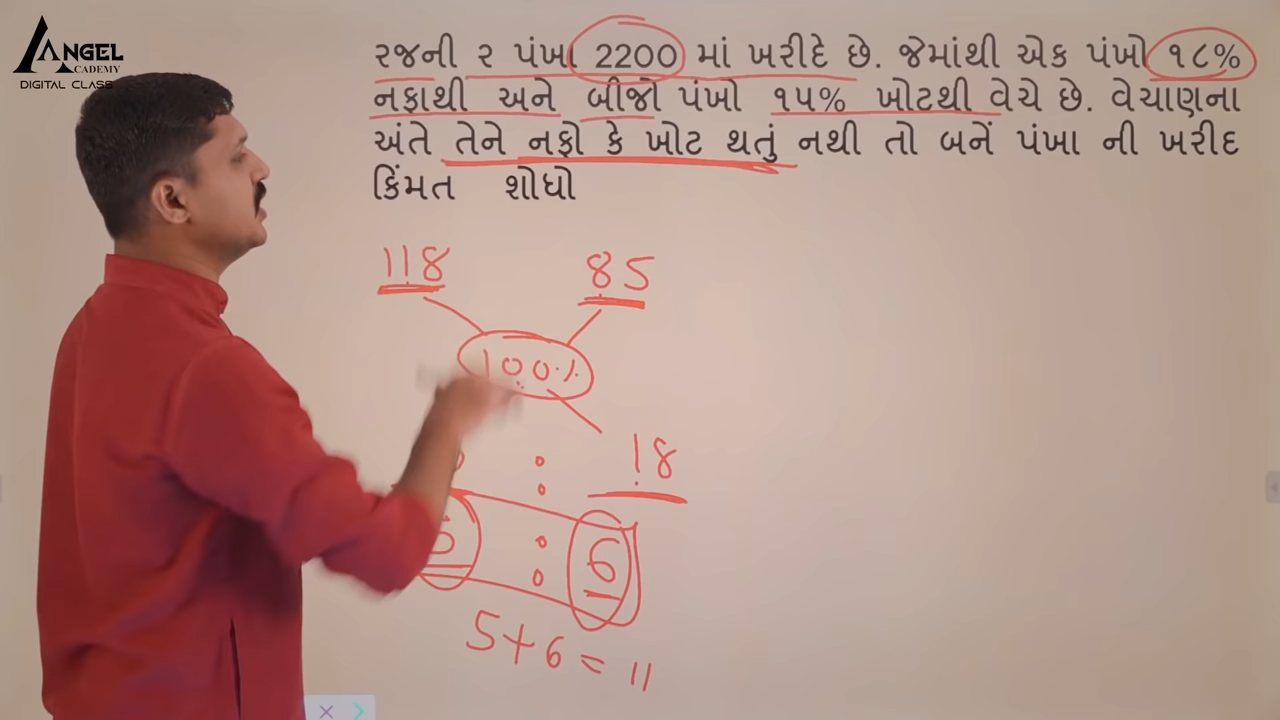 ANGEL
ACADEMY
DIGITAL CLASS
રજની ૨ પંખા 2200 માં ખરીદે છે. જેમાંથી એક પંખો ૧૮%
નફાથી અને બીજો પંખો ૧૫% ખોટથી વેચે છે. વેચાણના
અંતે તેને નફો કે ખોટ થતું નથી તો બનેં પંખા ની ખરીદ
કિંમત શોધો
118 85
100%
: 18
: 6
5+6=11